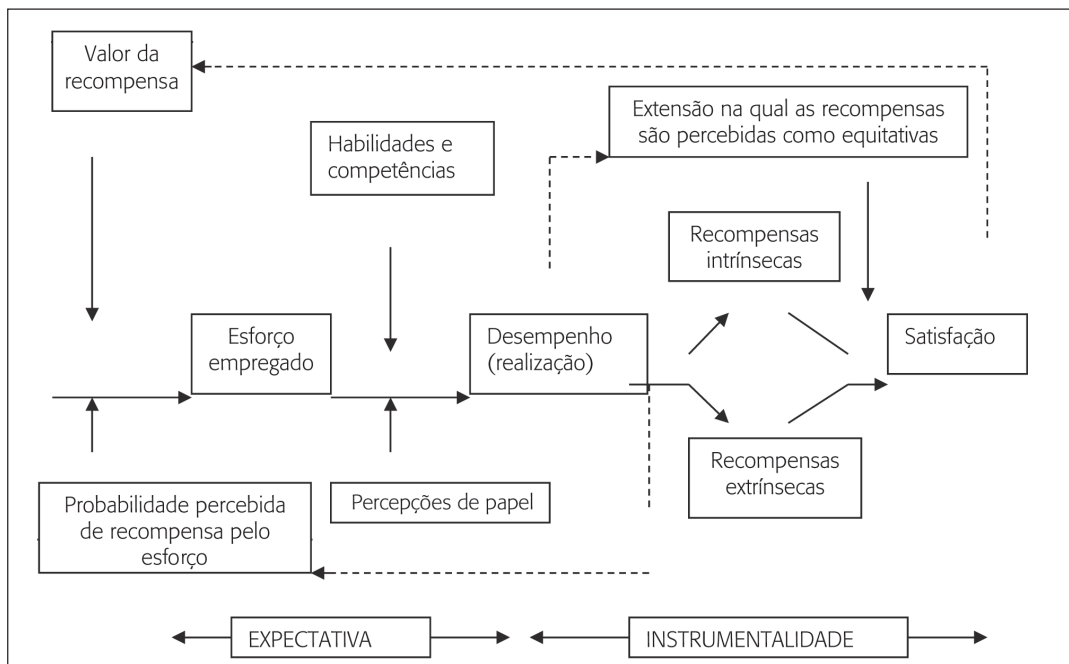 Valor da
recompensa
Extensão na qual as recompensas
são percebidas como equitativas
Habilidades e
competências
Recompensas
intrínsecas
Esforço
empregado
Desempenho
(realização)
Satisfação
Recompensas
extrínsecas
Probabilidade percebida
de recompensa pelo
esforço
Percepções de papel
EXPECTATIVA
INSTRUMENTALIDADE